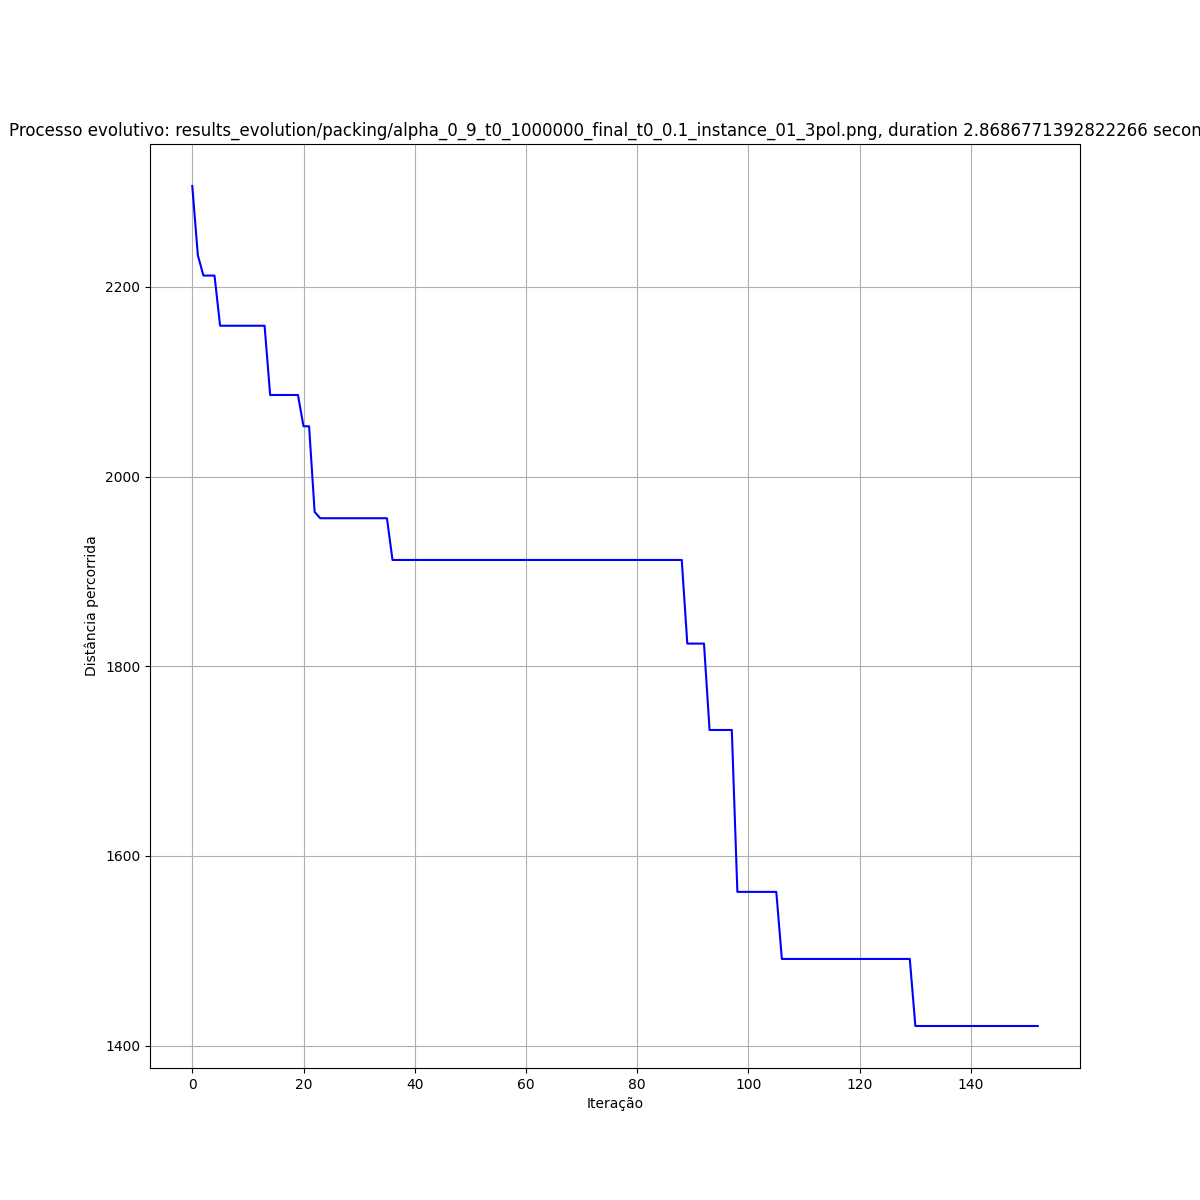 Processo evolutivo: results_evolution/packing/alpha_0_9_t0_1000000_final_t0_0.1_instance_01_3pol.png, duration 2.8686771392822266 secon
2200
2000
1800
1600
1400
Distância percorrida
0 20 40 60 80 100 120 140
Iteração